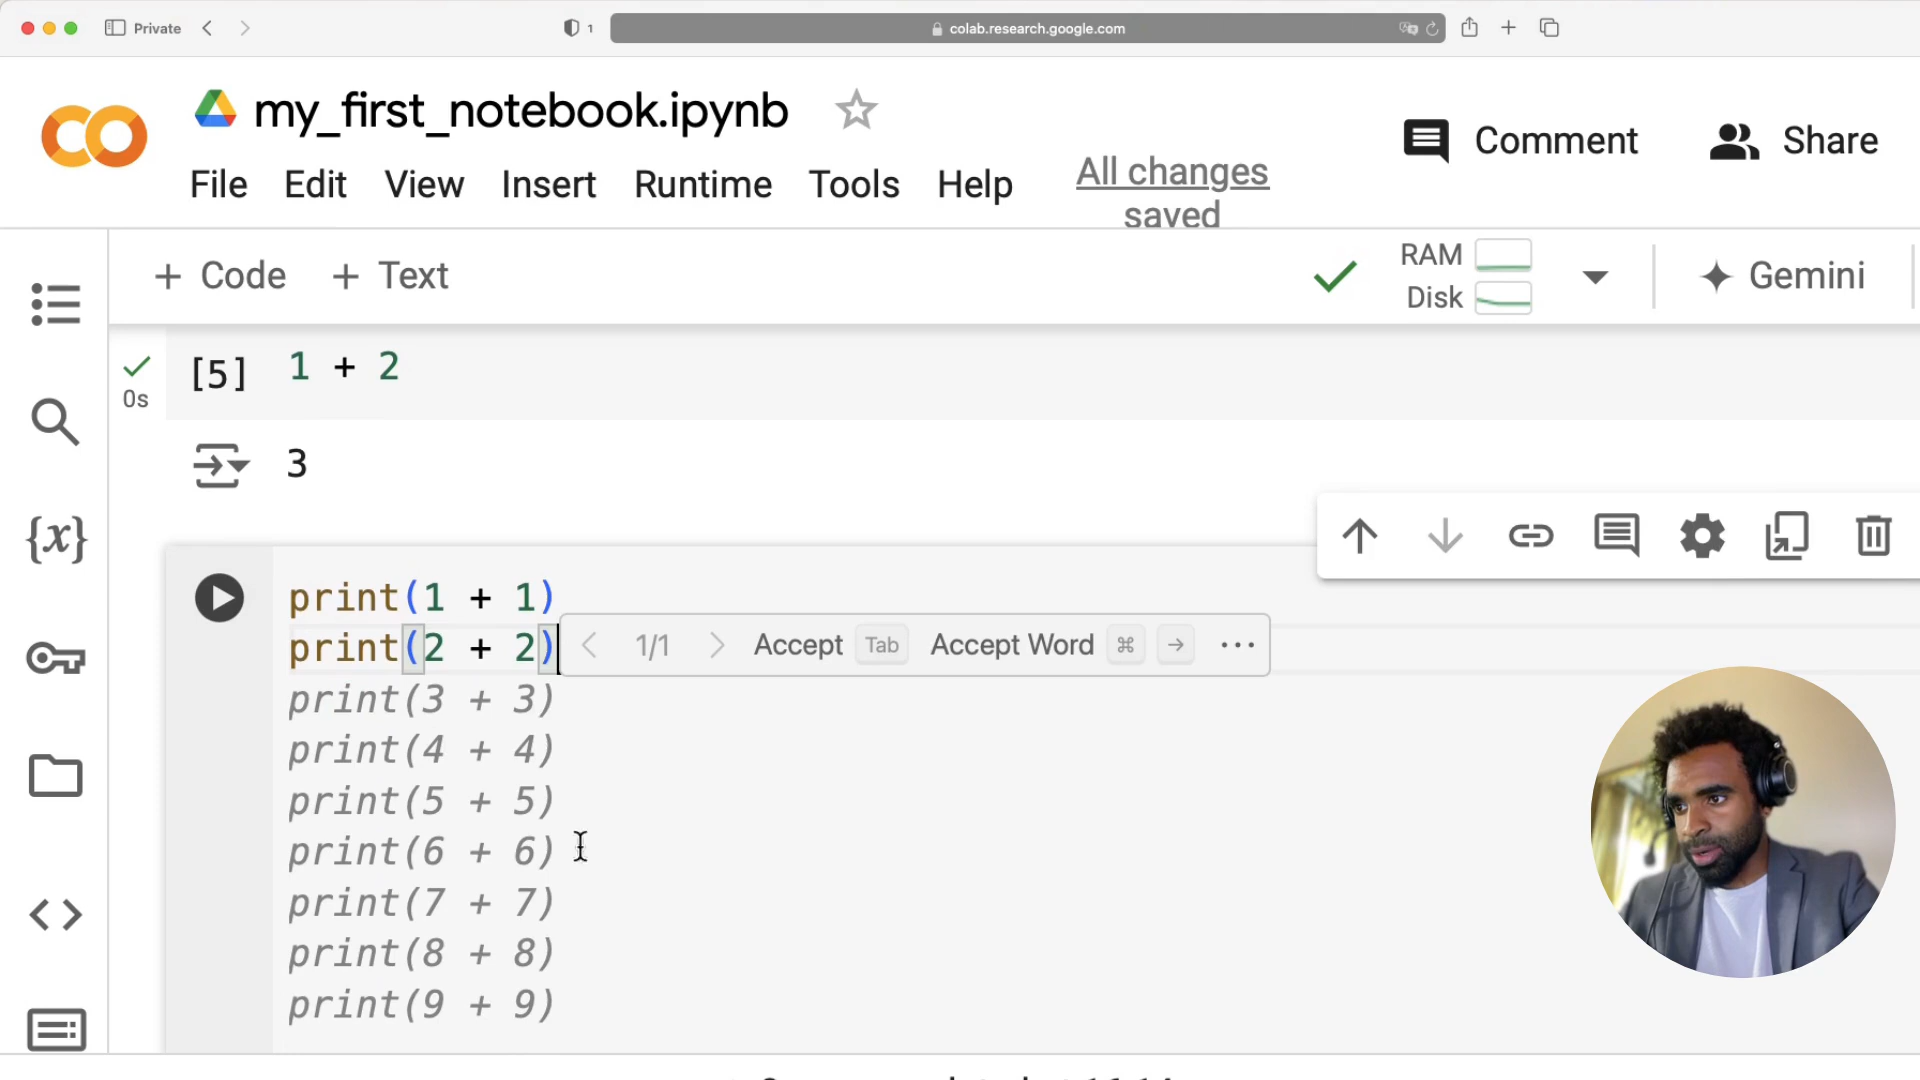 Private
1
colab.research.google.com
my_first_notebook.ipynb
File Edit View Insert Runtime Tools Help
All changes
saved
Comment
Share
+ Code + Text
RAM
Disk
Gemini
[5] 1 + 2
0s
3
{x}
print(1 + 1)
print(2 + 2)
1/1 Accept Tab Accept Word ⌘ → ...
print(3 + 3)
print(4 + 4)
print(5 + 5)
print(6 + 6)
print(7 + 7)
print(8 + 8)
print(9 + 9)